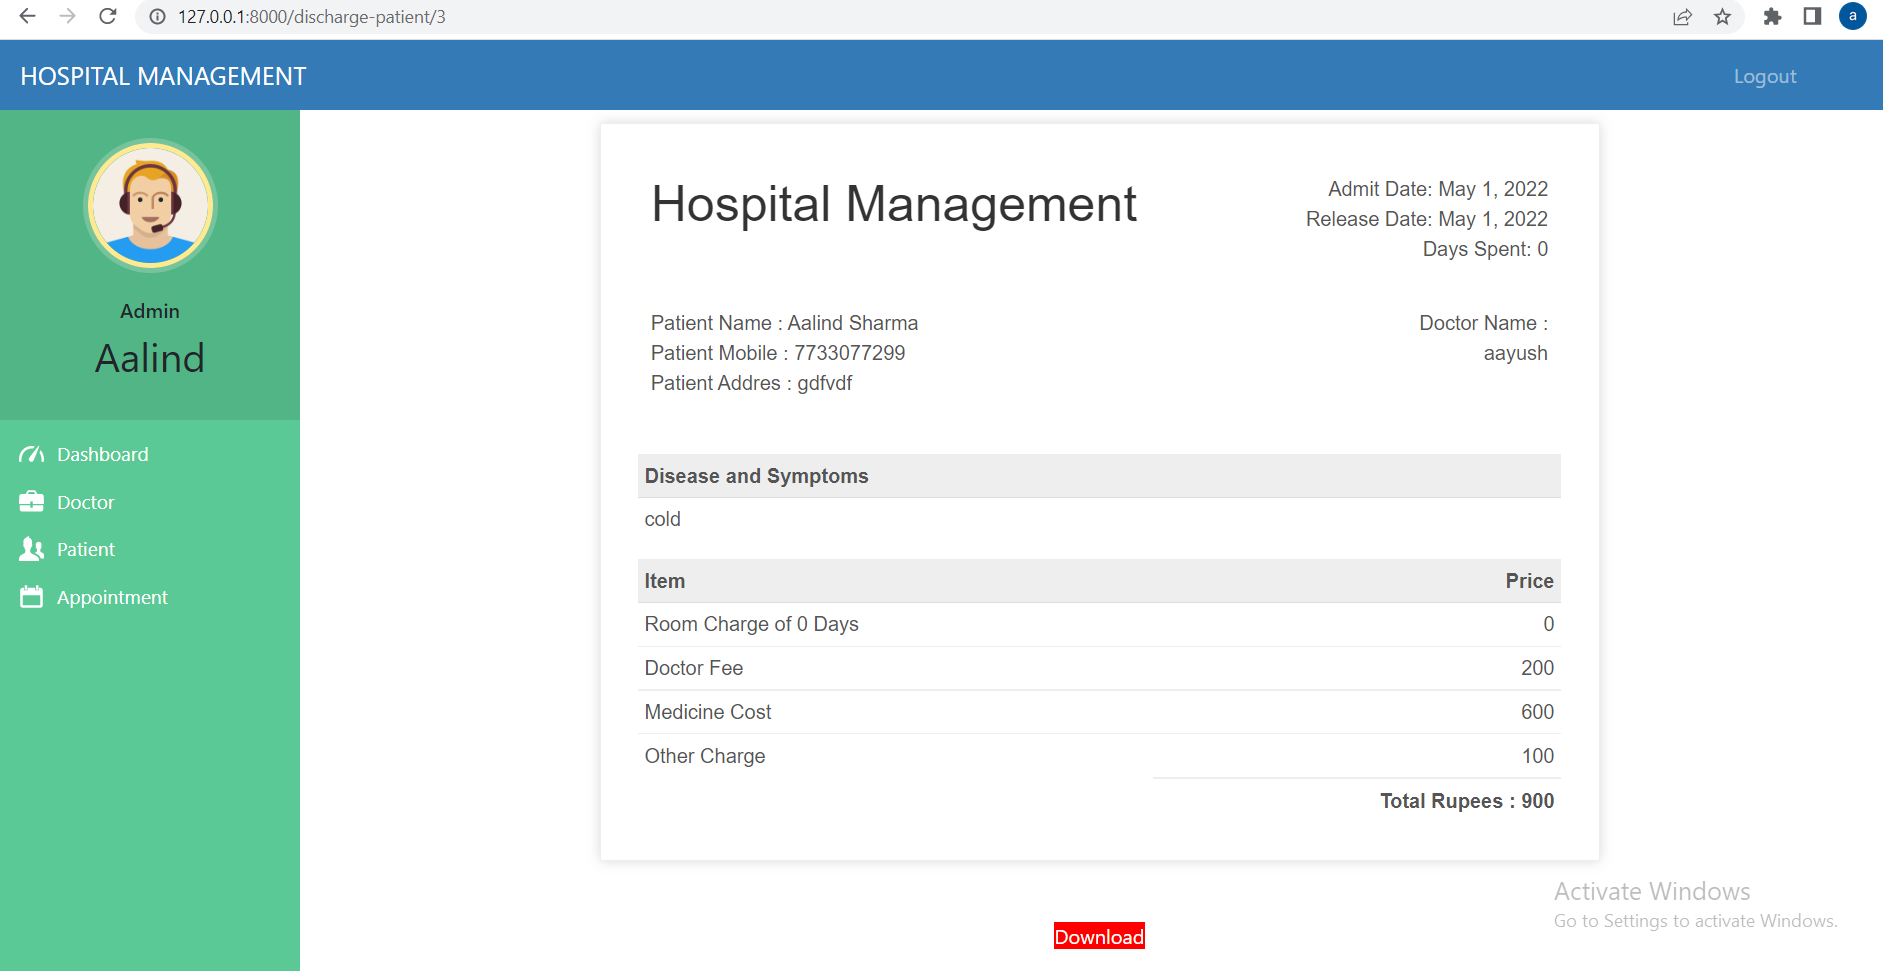 127.0.0.1:8000/discharge-patient/3
a
HOSPITAL MANAGEMENT
Logout
Admin
Aalind
Dashboard
Doctor
Patient
Appointment
Hospital Management
Admit Date: May 1, 2022
Release Date: May 1, 2022
Days Spent: 0
Patient Name : Aalind Sharma
Patient Mobile : 7733077299
Patient Addres : gdfvdf
Doctor Name :
aayush
Disease and Symptoms
cold
Item Price
Room Charge of 0 Days 0
Doctor Fee 200
Medicine Cost 600
Other Charge 100
Total Rupees : 900
Download
Activate Windows
Go to Settings to activate Windows.